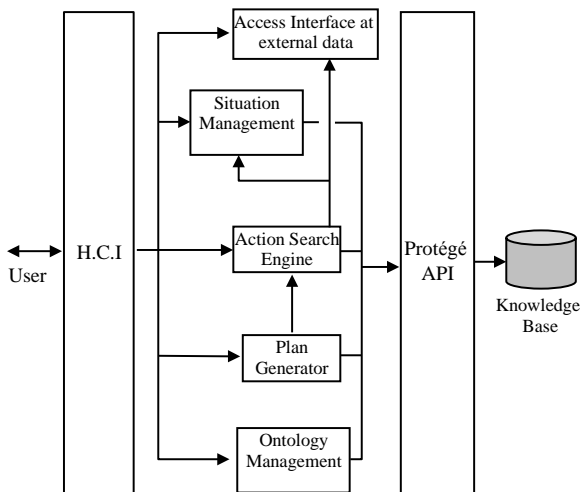 Access Interface at
external data
Situation
Management
Action Search
Engine
Plan
Generator
Ontology
Management
User
H.C.I
Protégé
API
Knowledge
Base